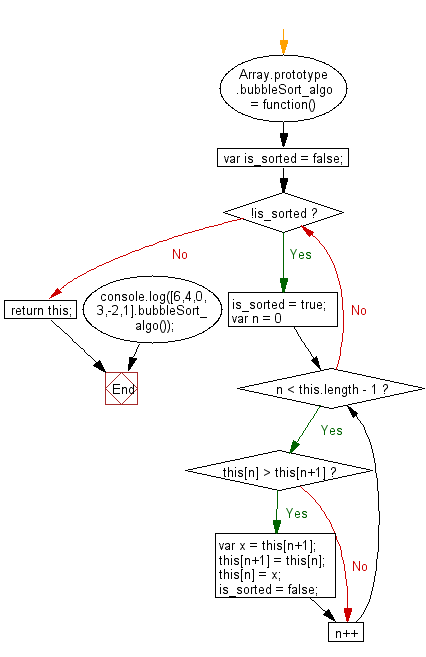 Array.prototype
.bubbleSort_algo
= function()
var is_sorted = false;
!is_sorted ?
No
Yes
return this;
console.log([6,4,0,
3,-2,1].bubbleSort_
algo());
is_sorted = true;
var n = 0
No
End
n < this.length - 1 ?
Yes
this[n] > this[n+1] ?
Yes
var x = this[n+1];
this[n+1] = this[n];
this[n] = x;
is_sorted = false;
No
n++